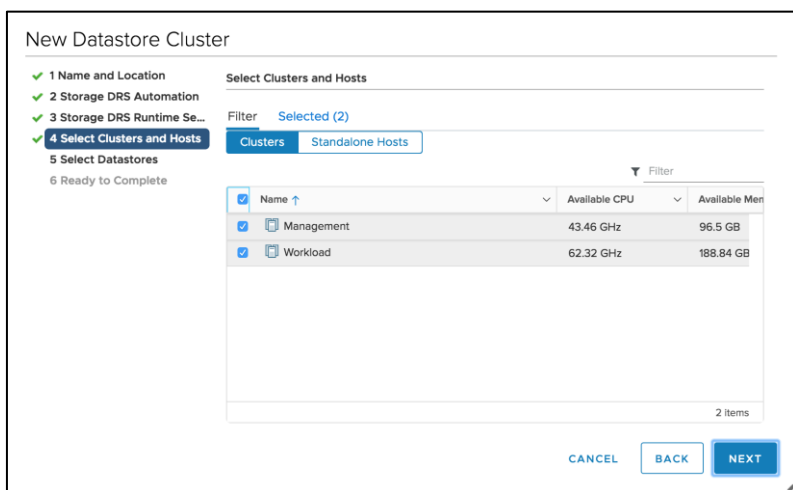 New Datastore Cluster
1 Name and Location
2 Storage DRS Automation
3 Storage DRS Runtime Se...
4 Select Clusters and Hosts
5 Select Datastores
6 Ready to Complete
Select Clusters and Hosts
Filter Selected (2)
Clusters Standalone Hosts
Filter
Name Available CPU Available Mem
Management 43.46 GHz 96.5 GB
Workload 62.32 GHz 188.84 GB
2 items
CANCEL BACK NEXT